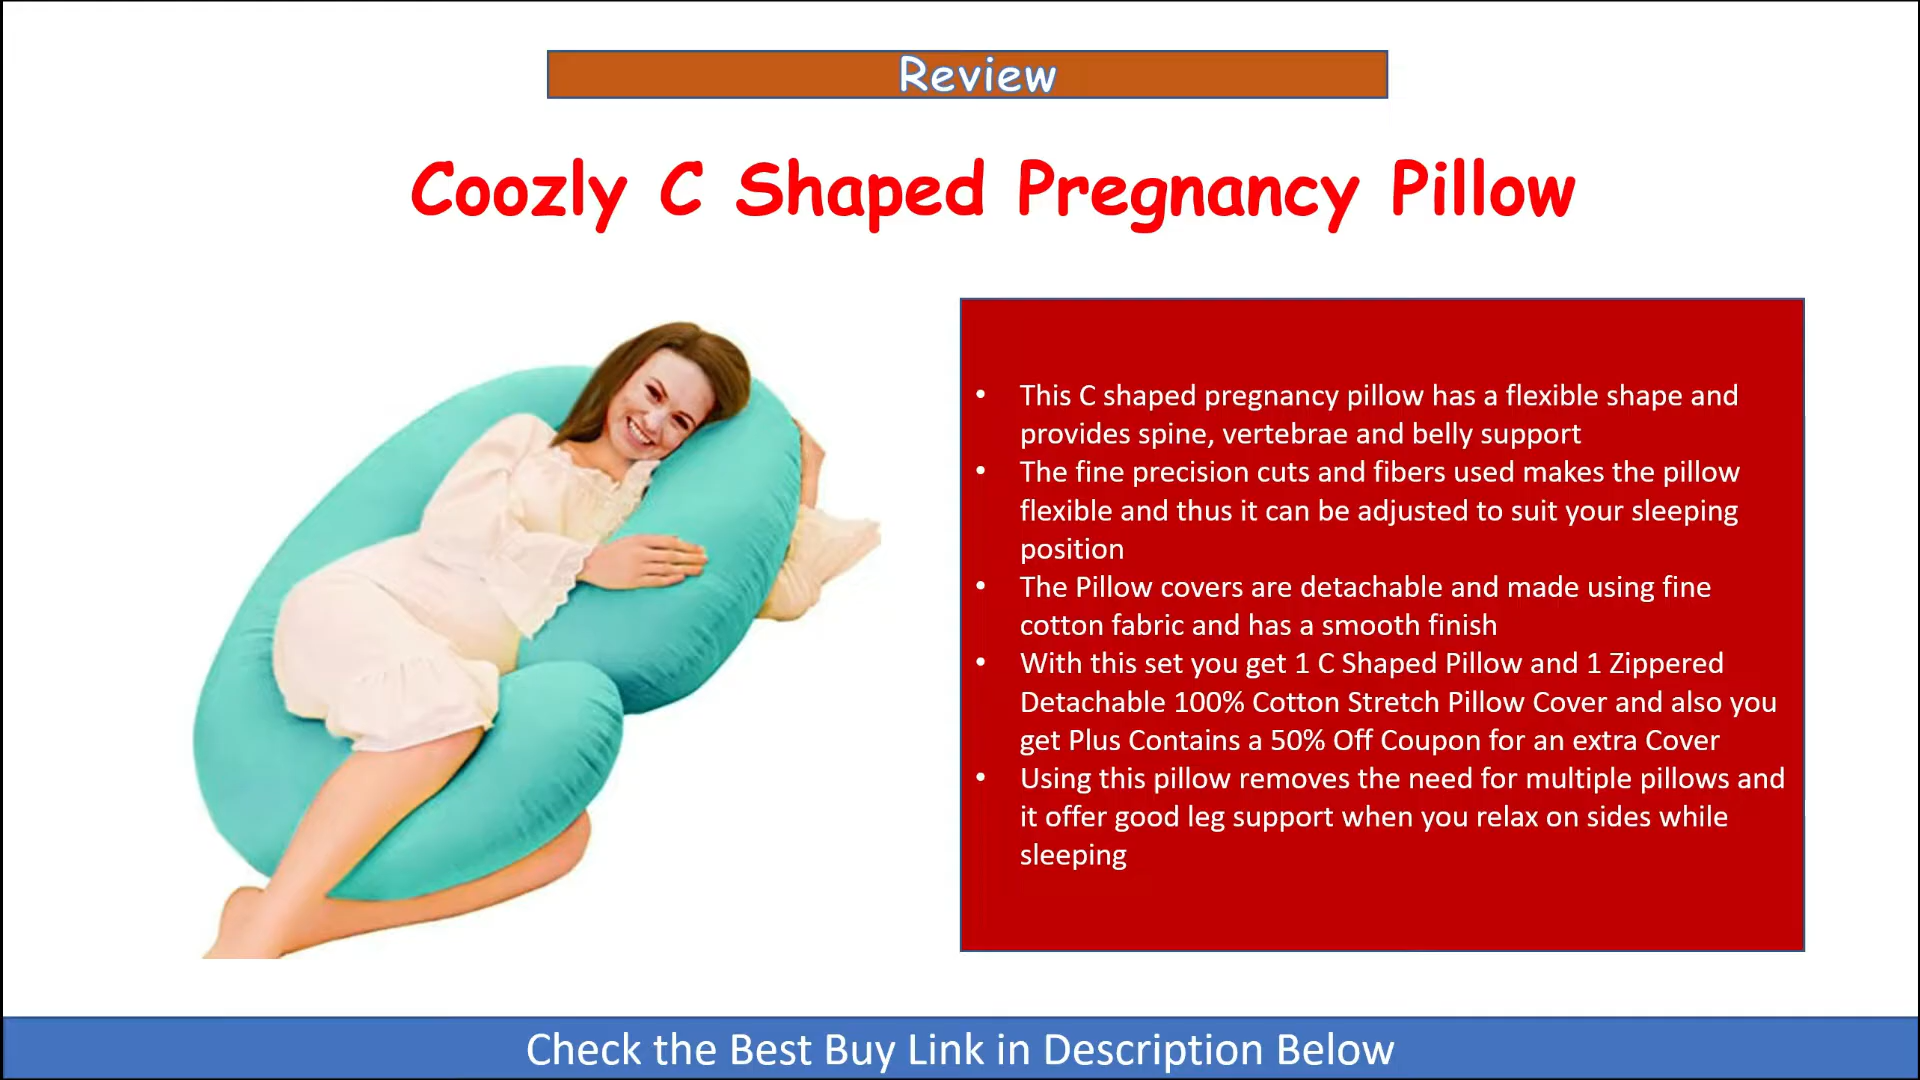 Review
Coozly C Shaped Pregnancy Pillow
• This C shaped pregnancy pillow has a flexible shape and
provides spine, vertebrae and belly support
• The fine precision cuts and fibers used makes the pillow
flexible and thus it can be adjusted to suit your sleeping
position
• The Pillow covers are detachable and made using fine
cotton fabric and has a smooth finish
• With this set you get 1 C Shaped Pillow and 1 Zippered
Detachable 100% Cotton Stretch Pillow Cover and also you
get Plus Contains a 50% Off Coupon for an extra Cover
• Using this pillow removes the need for multiple pillows and
it offer good leg support when you relax on sides while
sleeping
Check the Best Buy Link in Description Below